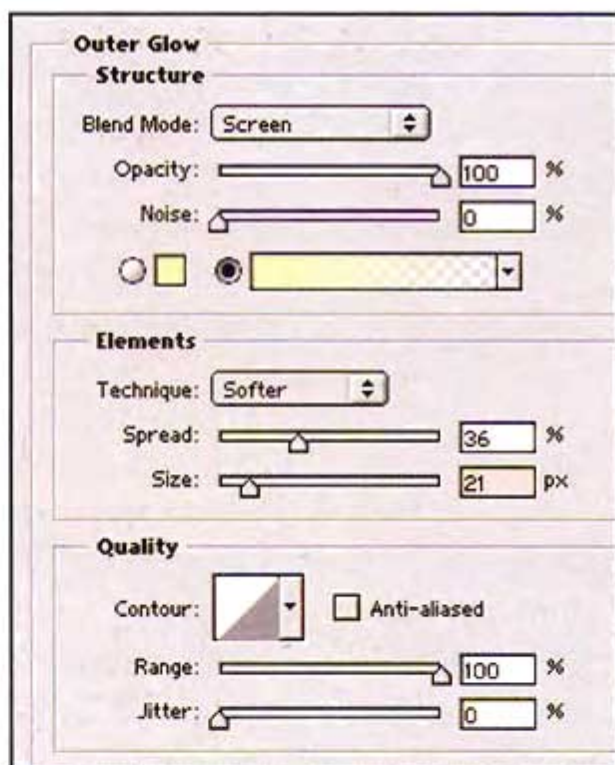 Outer Glow
Structure
Blend Mode: Screen
Opacity: 100 %
Noise: 0 %
Elements
Technique: Softer
Spread: 36 %
Size: 21 px
Quality
Contour: Anti-aliased
Range: 100 %
Jitter: 0 %